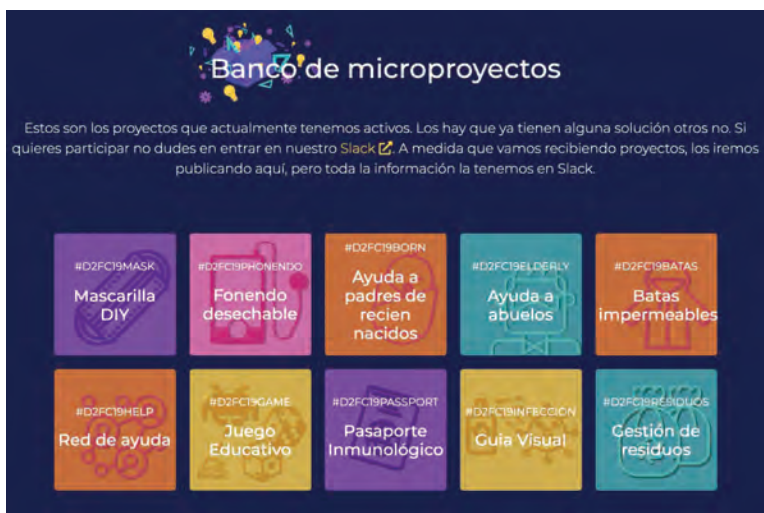 Banco de microproyectos
Estos son los proyectos que actualmente tenemos activos. Los hay que ya tienen alguna solución otros no. Si
quieres participar no dudes en entrar en nuestro Slack. A medida que vamos recibiendo proyectos, los iremos
publicando aquí, pero toda la información la tenemos en Slack.
#D2FC19MASK
Mascarilla
DIY
#D2FC19PHONENDO
Fonendo
desechable
#D2FC19BORN
Ayuda a
padres de
recien
nacidos
#D2FC19ELDERLY
Ayuda a
abuelos
#D2FC19BATAS
Batas
impermeables
#D2FC19HELP
Red de ayuda
#D2FC19GAME
Juego
Educativo
#D2FC19PASSPORT
Pasaporte
Inmunológico
#D2FC19INFECCION
Guia Visual
#D2FC19RESIDUOS
Gestión de
residuos